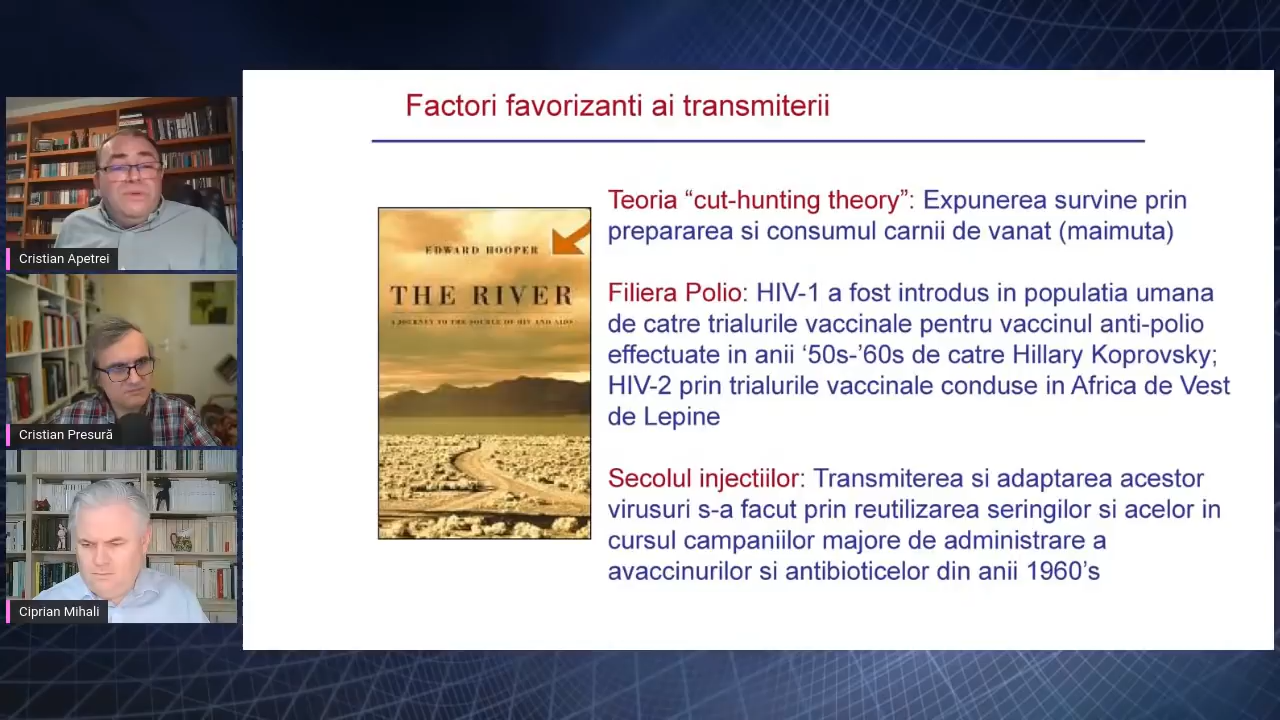 Factori favorizanti ai transmiterii
Cristian Apetrei
Cristian Presură
Ciprian Mihali
EDWARD HOOPER
THE RIVER
A JOURNEY TO THE SOURCE OF HIV AND AIDS
Teoria “cut-hunting theory”: Expunerea survine prin
prepararea si consumul carnii de vanat (maimuta)
Filiera Polio: HIV-1 a fost introdus in populatia umana
de catre trialurile vaccinale pentru vaccinul anti-polio
effectuate in anii ‘50s-’60s de catre Hillary Koprovsky;
HIV-2 prin trialurile vaccinale conduse in Africa de Vest
de Lepine
Secolul injectiilor: Transmiterea si adaptarea acestor
virusuri s-a facut prin reutilizarea seringilor si acelor in
cursul campaniilor majore de administrare a
avaccinurilor si antibioticelor din anii 1960’s